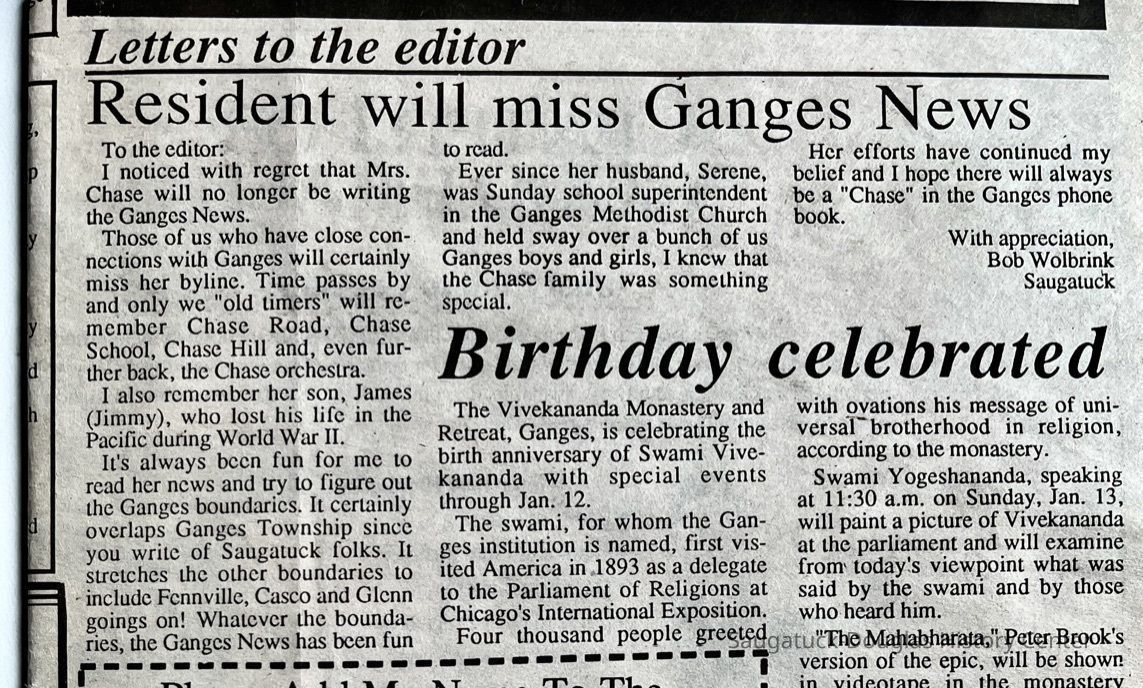 Letters to the editor
Resident will miss Ganges News
To the editor:
I noticed with regret that Mrs.
Chase will no longer be writing
the Ganges News.
Those of us who have close con-
nections with Ganges will certainly
miss her byline. Time passes by
and only we "old timers" will re-
member Chase Road, Chase
School, Chase Hill and, even fur-
ther back, the Chase orchestra.
I also remember her son, James
(Jimmy), who lost his life in the
Pacific during World War II.
It's always been fun for me to
read her news and try to figure out
the Ganges boundaries. It certainly
overlaps Ganges Township since
you write of Saugatuck folks. It
stretches the other boundaries to
include Fennville, Casco and Glenn
goings on! Whatever the bounda-
ries, the Ganges News has been fun
to read.
Ever since her husband, Serene,
was Sunday school superintendent
in the Ganges Methodist Church
and held sway over a bunch of us
Ganges boys and girls, I knew that
the Chase family was something
special.
Her efforts have continued my
belief and I hope there will always
be a "Chase" in the Ganges phone
book.
With appreciation,
Bob Wolbrink
Saugatuck
Birthday celebrated
The Vivekananda Monastery and
Retreat, Ganges, is celebrating the
birth anniversary of Swami Vive-
kananda with special events
through Jan. 12.
The swami, for whom the Gan-
ges institution is named, first vis-
ited America in 1893 as a delegate
to the Parliament of Religions at
Chicago's International Exposition.
Four thousand people greeted
with ovations his message of uni-
versal brotherhood in religion,
according to the monastery.
Swami Yogeshananda, speaking
at 11:30 a.m. on Sunday, Jan. 13,
will paint a picture of Vivekananda
at the parliament and will examine
from today's viewpoint what was
said by the swami and by those
who heard him.
"The Mahabharata," Peter Brook's
version of the epic, will be shown
in videotape in the monastery
Saugatuck-Douglas History Center